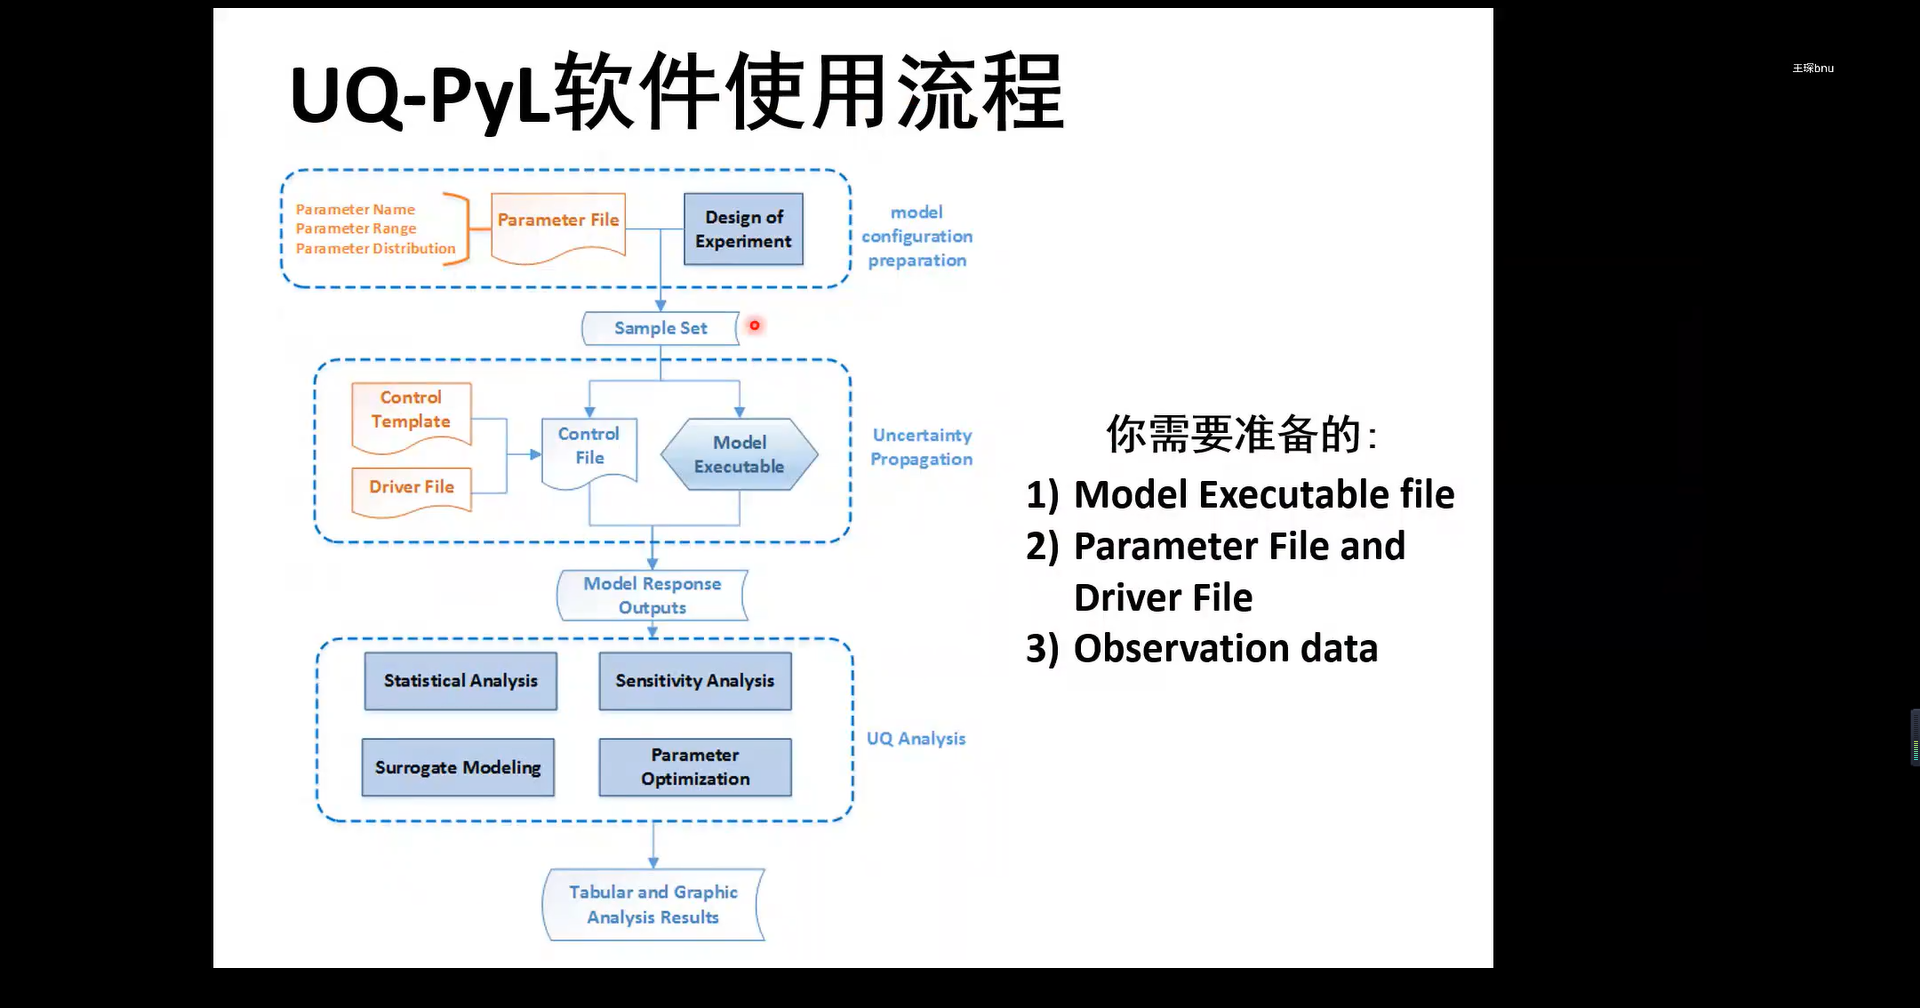 UQ-PyL软件使用流程
王琛bnu
Parameter Name
Parameter Range
Parameter Distribution
Parameter File
Design of
Experiment
model
configuration
preparation
Sample Set
Control
Template
Driver File
Control
File
Model
Executable
Uncertainty
Propagation
Model Response
Outputs
Statistical Analysis
Sensitivity Analysis
Surrogate Modeling
Parameter
Optimization
UQ Analysis
Tabular and Graphic
Analysis Results
你需要准备的:
1) Model Executable file
2) Parameter File and
Driver File
3) Observation data